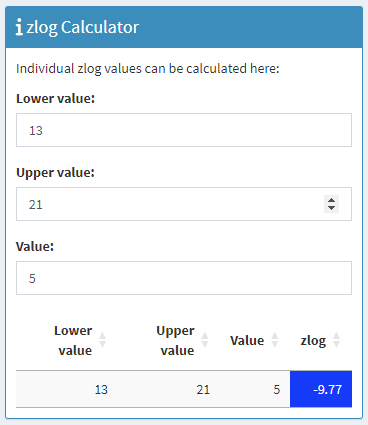 zlog Calculator
Individual zlog values can be calculated here:
Lower value:
13
Upper value:
21
Value:
5
Lower value Upper value Value zlog
13 21 5 -9.77